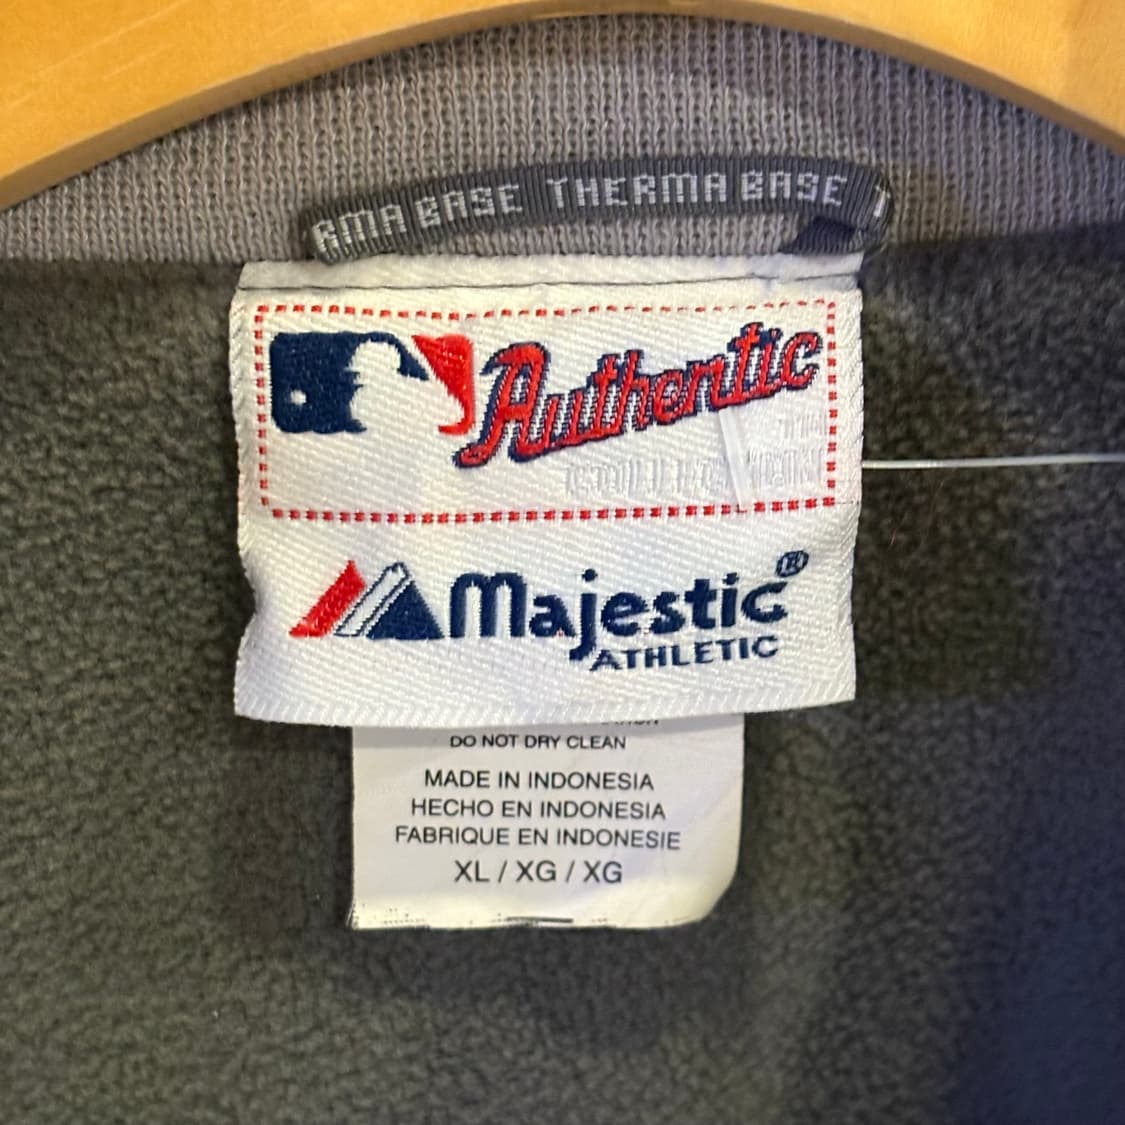 RMA BASE THERMA BASE T
Authentic
COLLECTION
Majestic®
ATHLETIC
DO NOT DRY CLEAN
MADE IN INDONESIA
HECHO EN INDONESIA
FABRIQUE EN INDONESIE
XL / XG / XG